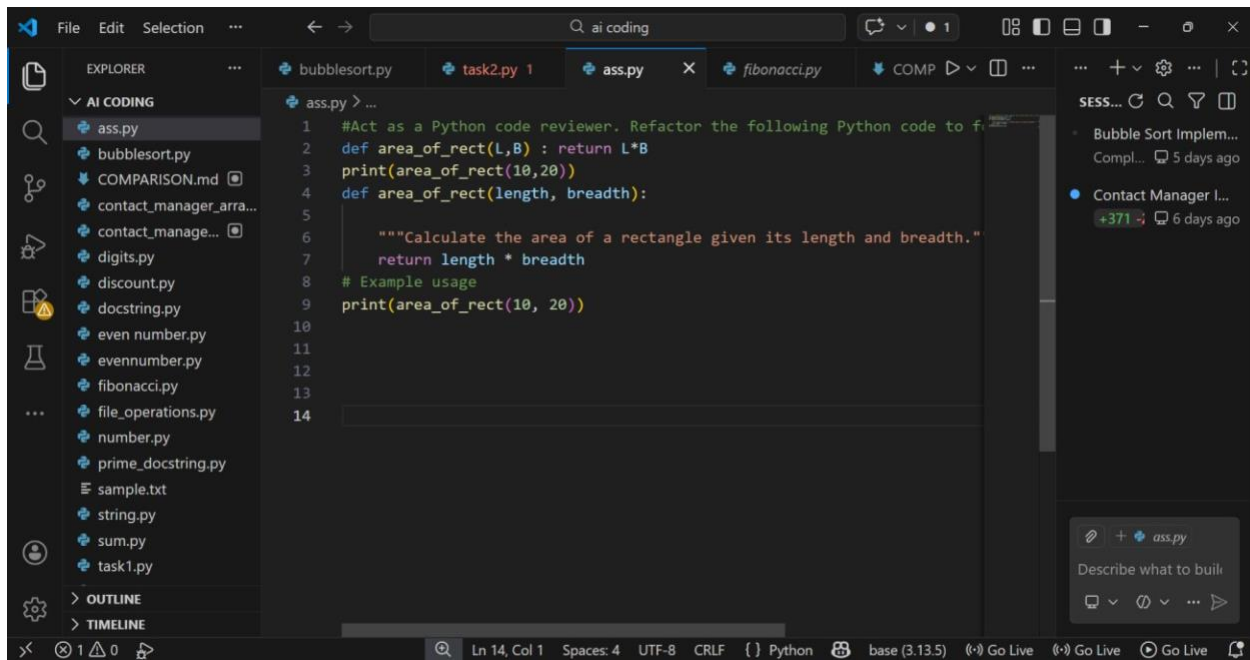 File Edit Selection ...
ai coding
1
EXPLORER ...
AI CODING
ass.py
bubblesort.py
COMPARISON.md
contact_manager_arra...
contact_manage...
digits.py
discount.py
docstring.py
even number.py
evennumber.py
fibonacci.py
file_operations.py
number.py
prime_docstring.py
sample.txt
string.py
sum.py
task1.py
OUTLINE
TIMELINE
bubblesort.py
task2.py 1
ass.py
fibonacci.py
COMP
ass.py > ...
1 #Act as a Python code reviewer. Refactor the following Python code to
2 def area_of_rect(L,B) : return L*B
3 print(area_of_rect(10,20))
4 def area_of_rect(length, breadth):
5
6 """Calculate the area of a rectangle given its length and breadth."
7 return length * breadth
8 # Example usage
9 print(area_of_rect(10, 20))
10
11
12
13
14
SESS...
Bubble Sort Implem...
Compl... 5 days ago
Contact Manager I...
+371 6 days ago
ass.py
Describe what to buil
1 0
Ln 14, Col 1 Spaces: 4 UTF-8 CRLF { } Python base (3.13.5) Go Live Go Live Go Live